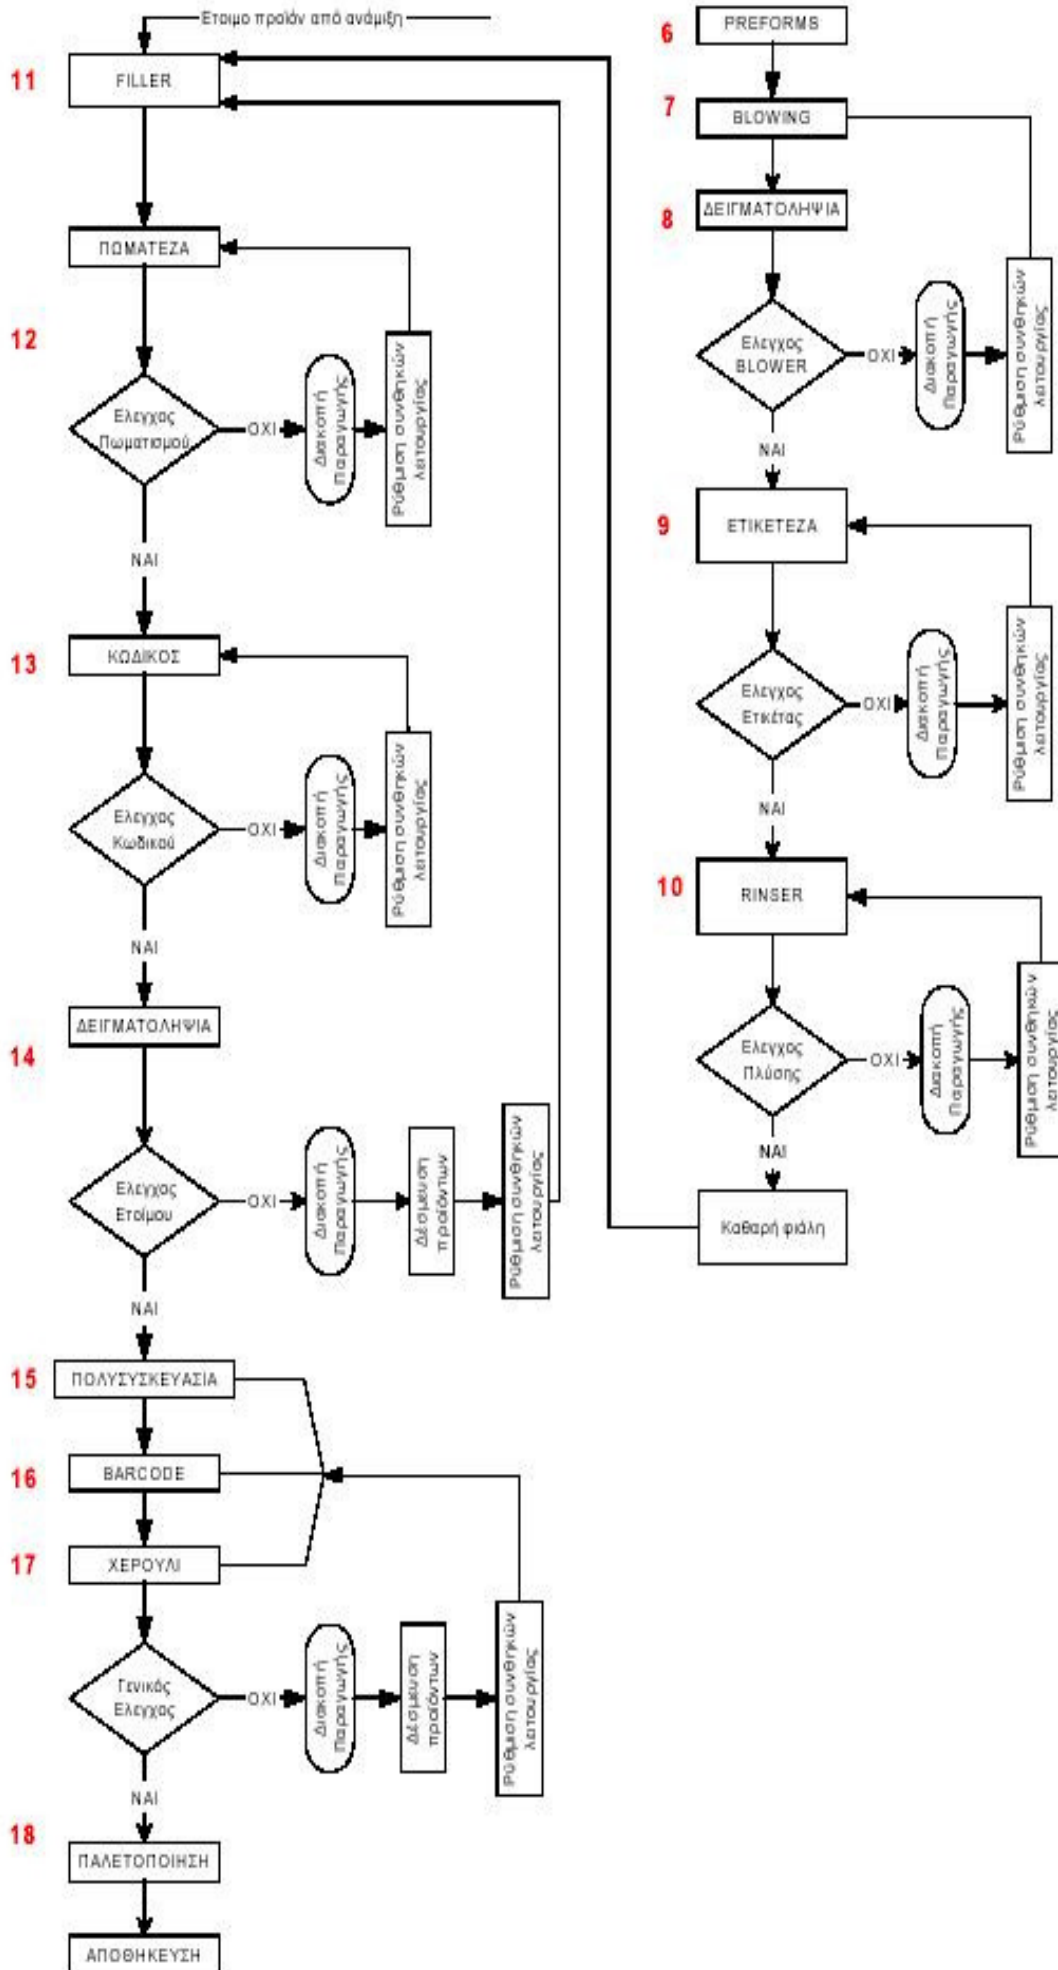 Ετοιμο προϊόν από ανάμιξη
11
FILLER
ΠΩΜΑΤΕΖΑ
12
Ελεγχος
Πωματισμού
ΟΧΙ
Διακοπή
Παραγωγής
Ρύθμιση συνθηκών
λειτουργίας
ΝΑΙ
13
ΚΩΔΙΚΟΣ
Ελεγχος
Κωδικού
ΟΧΙ
Διακοπή
Παραγωγής
Ρύθμιση συνθηκών
λειτουργίας
ΝΑΙ
ΔΕΙΓΜΑΤΟΛΗΨΙΑ
14
Ελεγχος
Ετοίμου
ΟΧΙ
Διακοπή
Παραγωγής
Δέσμευση
προϊόντων
Ρύθμιση συνθηκών
λειτουργίας
ΝΑΙ
15
ΠΟΛΥΣΥΣΚΕΥΑΣΙΑ
16
BARCODE
17
ΧΕΡΟΥΛΙ
Γενικός
Ελεγχος
ΟΧΙ
Διακοπή
Παραγωγής
Δέσμευση
προϊόντων
Ρύθμιση συνθηκών
λειτουργίας
ΝΑΙ
18
ΠΑΛΕΤΟΠΟΙΗΣΗ
ΑΠΟΘΗΚΕΥΣΗ
6
PREFORMS
7
BLOWING
8
ΔΕΙΓΜΑΤΟΛΗΨΙΑ
Ελεγχος
BLOWER
ΟΧΙ
Διακοπή
Παραγωγής
Ρύθμιση συνθηκών
λειτουργίας
ΝΑΙ
9
ΕΤΙΚΕΤΕΖΑ
Ελεγχος
Ετικέτας
ΟΧΙ
Διακοπή
Παραγωγής
Ρύθμιση συνθηκών
λειτουργίας
ΝΑΙ
10
RINSER
Ελεγχος
Πλύσης
ΟΧΙ
Διακοπή
Παραγωγής
Ρύθμιση συνθηκών
λειτουργίας
ΝΑΙ
Καθαρή φιάλη